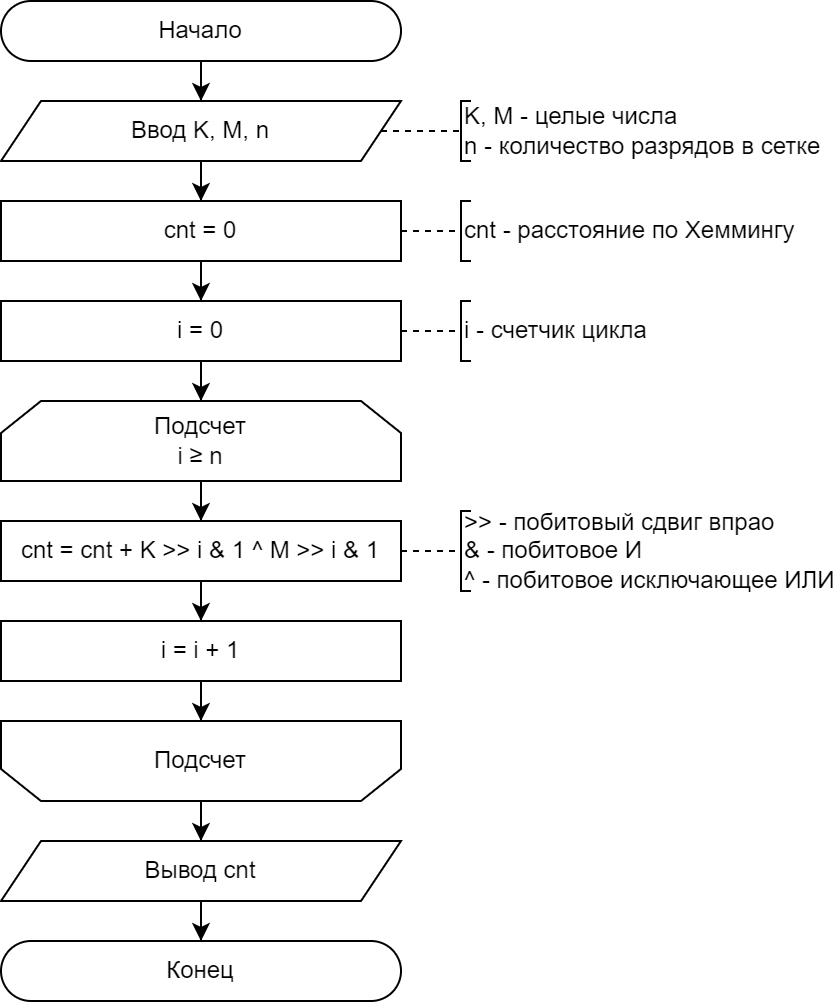 Начало
Ввод K, M, n
K, M - целые числа
n - количество разрядов в сетке
cnt = 0
cnt - расстояние по Хеммингу
i = 0
i - счетчик цикла
Подсчет
i ≥ n
cnt = cnt + K >> i & 1 ^ M >> i & 1
>> - побитовый сдвиг впрао
& - побитовое И
^ - побитовое исключающее ИЛИ
i = i + 1
Подсчет
Вывод cnt
Конец